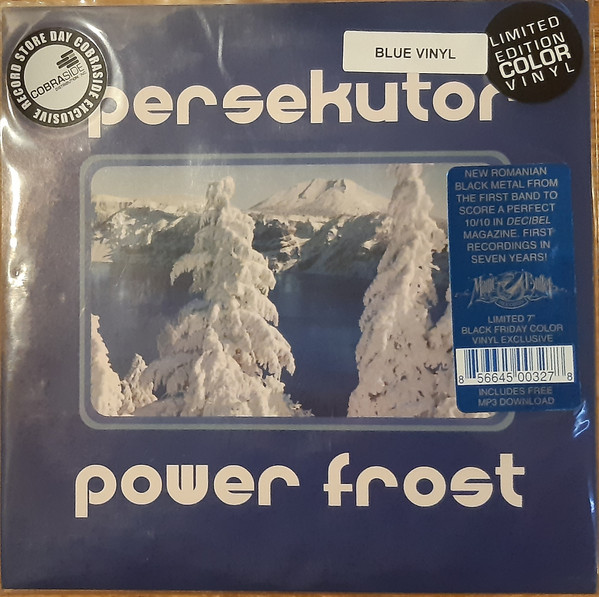 RECORD STORE DAY COBRASIDE EXCLUSIVE
COBRASIDE
BLUE VINYL
LIMITED
EDITION
COLOR
VINYL
persekutor
NEW ROMANIAN
BLACK METAL FROM
THE FIRST BAND TO
SCORE A PERFECT
10/10 IN DECIBEL
MAGAZINE. FIRST
RECORDINGS IN
SEVEN YEARS!
Magic Bullet
LIMITED 7"
BLACK FRIDAY COLOR
VINYL EXCLUSIVE
8 56645 00327 8
INCLUDES FREE
MP3 DOWNLOAD
power frost